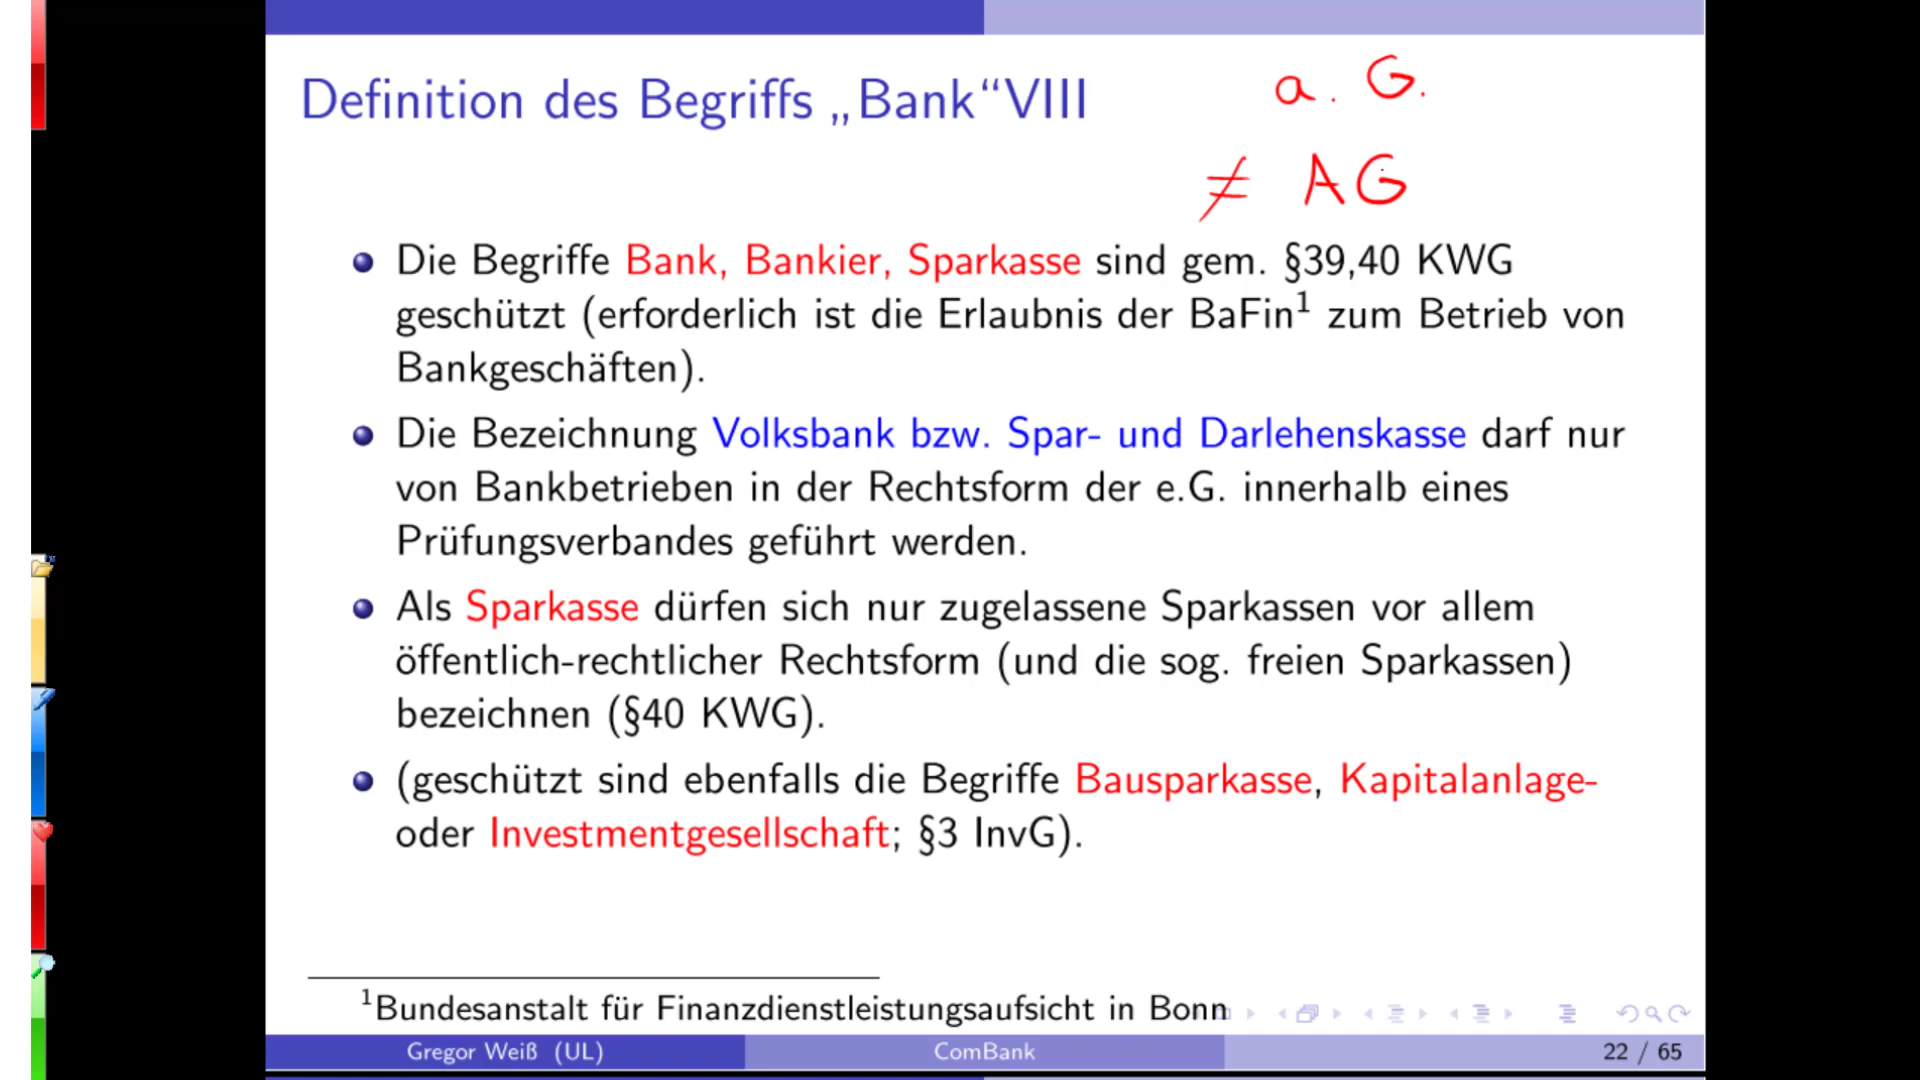 Definition des Begriffs „Bank“VIII
a. G.
≠ AG
Die Begriffe Bank, Bankier, Sparkasse sind gem. §39,40 KWG
geschützt (erforderlich ist die Erlaubnis der BaFin¹ zum Betrieb von
Bankgeschäften).
Die Bezeichnung Volksbank bzw. Spar- und Darlehenskasse darf nur
von Bankbetrieben in der Rechtsform der e.G. innerhalb eines
Prüfungsverbandes geführt werden.
Als Sparkasse dürfen sich nur zugelassene Sparkassen vor allem
öffentlich-rechtlicher Rechtsform (und die sog. freien Sparkassen)
bezeichnen (§40 KWG).
(geschützt sind ebenfalls die Begriffe Bausparkasse, Kapitalanlage-
oder Investmentgesellschaft; §3 InvG).
¹Bundesanstalt für Finanzdienstleistungsaufsicht in Bonn
Gregor Weiß (UL)
ComBank
22 / 65